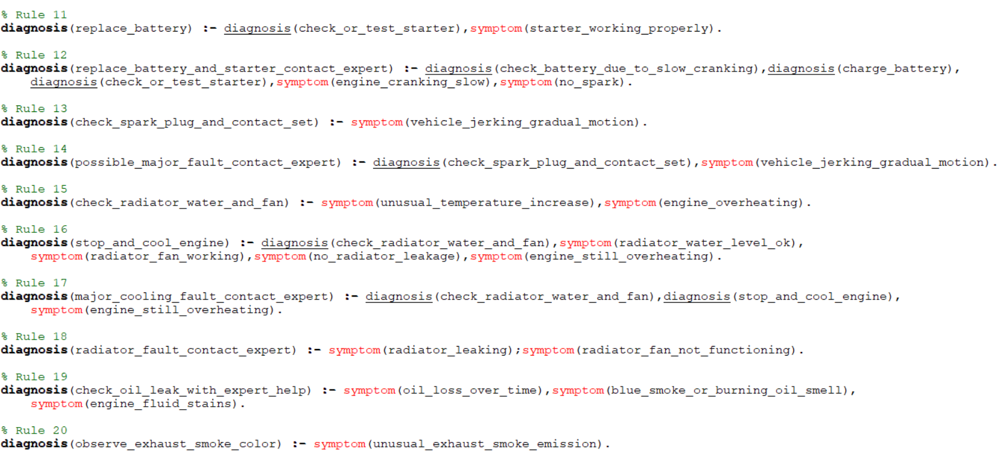 % Rule 11
diagnosis(replace_battery) :- diagnosis(check_or_test_starter),symptom(starter_working_properly).
% Rule 12
diagnosis(replace_battery_and_starter_contact_expert) :- diagnosis(check_battery_due_to_slow_cranking),diagnosis(charge_battery),
diagnosis(check_or_test_starter),symptom(engine_cranking_slow),symptom(no_spark).
% Rule 13
diagnosis(check_spark_plug_and_contact_set) :- symptom(vehicle_jerking_gradual_motion).
% Rule 14
diagnosis(possible_major_fault_contact_expert) :- diagnosis(check_spark_plug_and_contact_set),symptom(vehicle_jerking_gradual_motion).
% Rule 15
diagnosis(check_radiator_water_and_fan) :- symptom(unusual_temperature_increase),symptom(engine_overheating).
% Rule 16
diagnosis(stop_and_cool_engine) :- diagnosis(check_radiator_water_and_fan),symptom(radiator_water_level_ok),
symptom(radiator_fan_working),symptom(no_radiator_leakage),symptom(engine_still_overheating).
% Rule 17
diagnosis(major_cooling_fault_contact_expert) :- diagnosis(check_radiator_water_and_fan),diagnosis(stop_and_cool_engine),
symptom(engine_still_overheating).
% Rule 18
diagnosis(radiator_fault_contact_expert) :- symptom(radiator_leaking);symptom(radiator_fan_not_functioning).
% Rule 19
diagnosis(check_oil_leak_with_expert_help) :- symptom(oil_loss_over_time),symptom(blue_smoke_or_burning_oil_smell),
symptom(engine_fluid_stains).
% Rule 20
diagnosis(observe_exhaust_smoke_color) :- symptom(unusual_exhaust_smoke_emission).